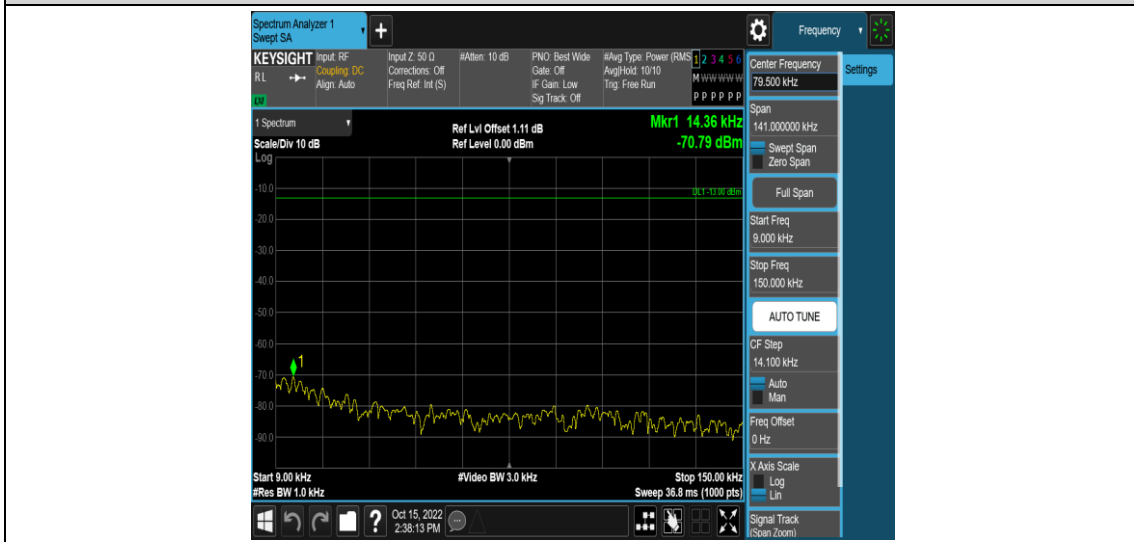 Spectrum Analyzer 1
Swept SA
+
Frequency
KEYSIGHT
R L
LXI
Input: RF
Coupling: DC
Align: Auto
Input Z: 50 Ω
Corrections: Off
Freq Ref: Int (S)
#Atten: 10 dB
PNO: Best Wide
Gate: Off
IF Gain: Low
Sig Track: Off
#Avg Type: Power (RMS
Avg|Hold: 10/10
Trig: Free Run
1 2 3 4 5 6
M W W W W W
P P P P P P
1 Spectrum
Scale/Div 10 dB
Log
Ref Lvl Offset 1.11 dB
Ref Level 0.00 dBm
Mkr1 14.36 kHz
-70.79 dBm
DL1 -13.00 dBm
-10.0
-20.0
-30.0
-40.0
-50.0
-60.0
-70.0
-80.0
-90.0
1
Start 9.00 kHz
#Res BW 1.0 kHz
#Video BW 3.0 kHz
Stop 150.00 kHz
Sweep 36.8 ms (1000 pts)
Center Frequency
79.500 kHz
Settings
Span
141.000000 kHz
Swept Span
Zero Span
Full Span
Start Freq
9.000 kHz
Stop Freq
150.000 kHz
AUTO TUNE
CF Step
14.100 kHz
Auto
Man
Freq Offset
0 Hz
X Axis Scale
Log
Lin
Signal Track
(Span Zoom)
?
Oct 15, 2022
2:38:13 PM